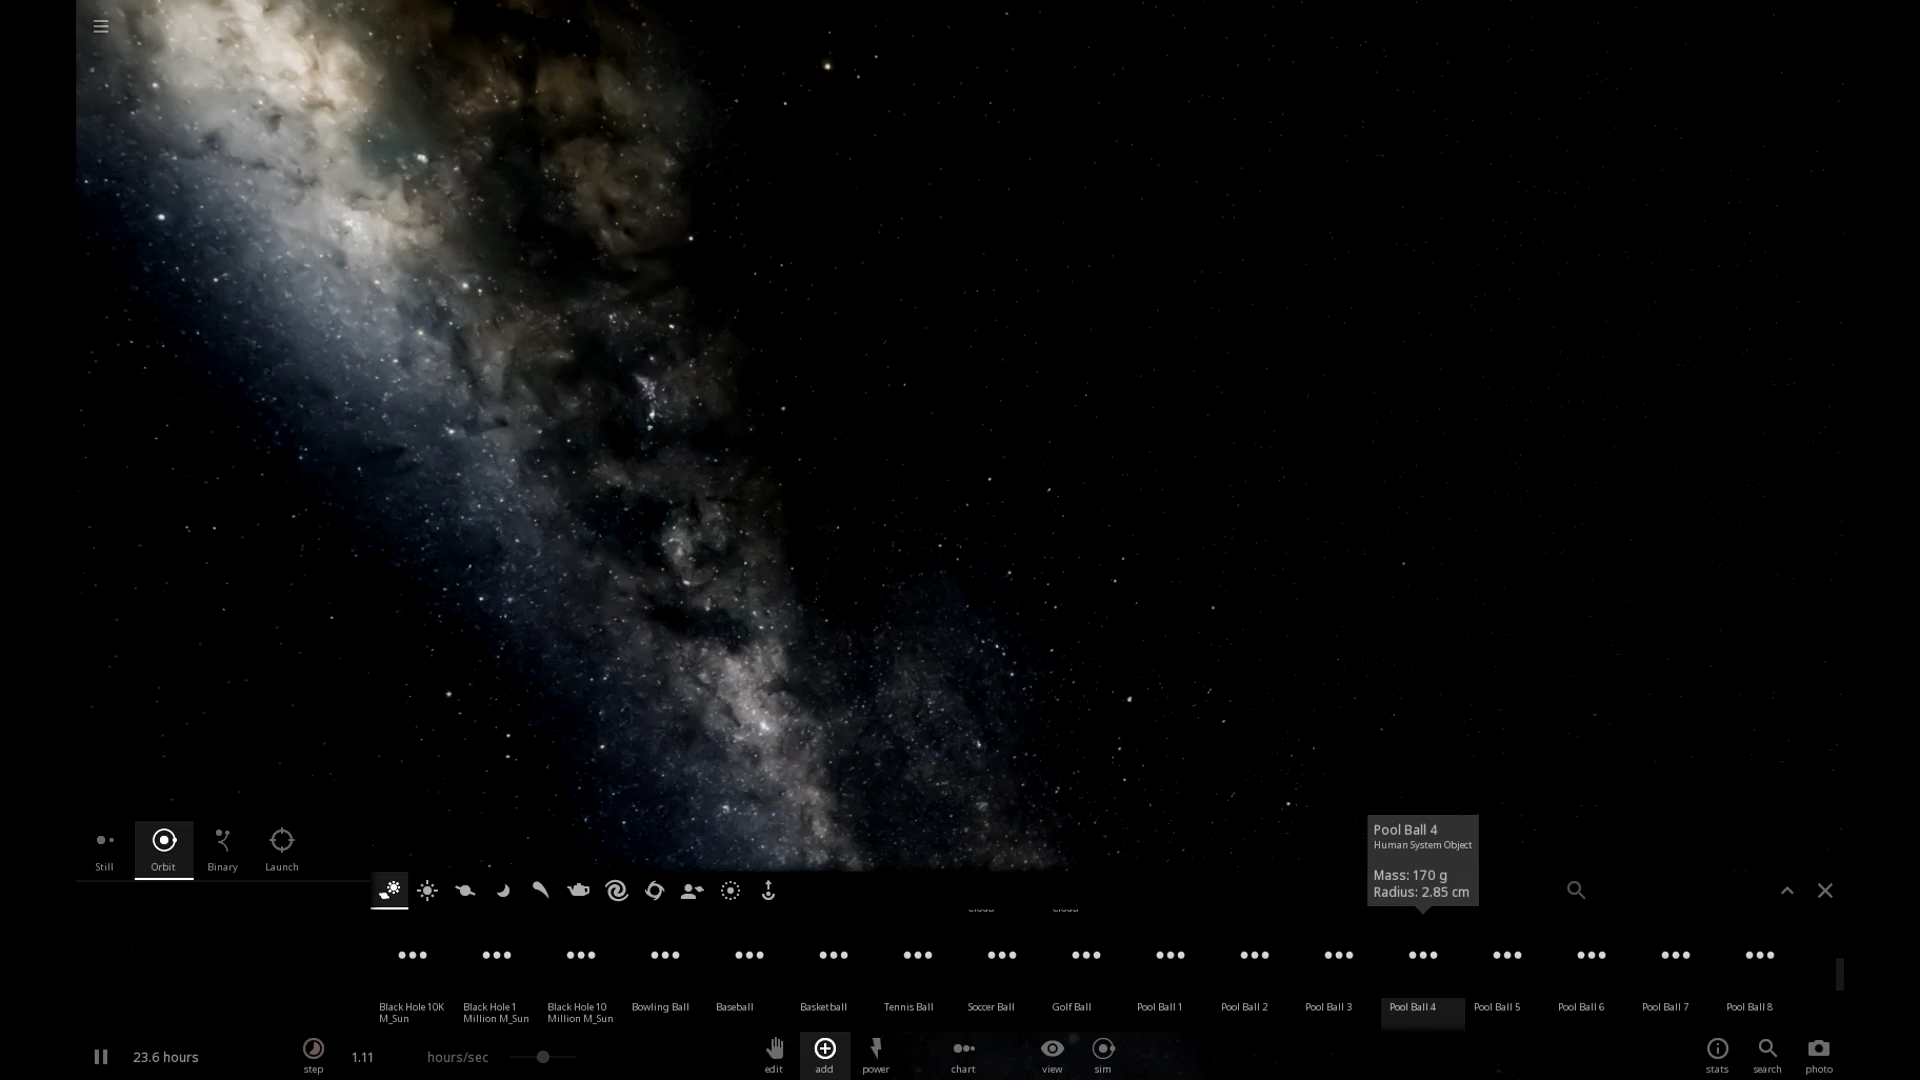 Still
Orbit
Binary
Launch
Pool Ball 4
Human System Object
Mass: 170 g
Radius: 2.85 cm
Cloud
Cloud
Black Hole 10K
M_Sun
Black Hole 1
Million M_Sun
Black Hole 10
Million M_Sun
Bowling Ball
Baseball
Basketball
Tennis Ball
Soccer Ball
Golf Ball
Pool Ball 1
Pool Ball 2
Pool Ball 3
Pool Ball 4
Pool Ball 5
Pool Ball 6
Pool Ball 7
Pool Ball 8
23.6 hours
step
1.11
hours/sec
edit
add
power
chart
view
sim
stats
search
photo